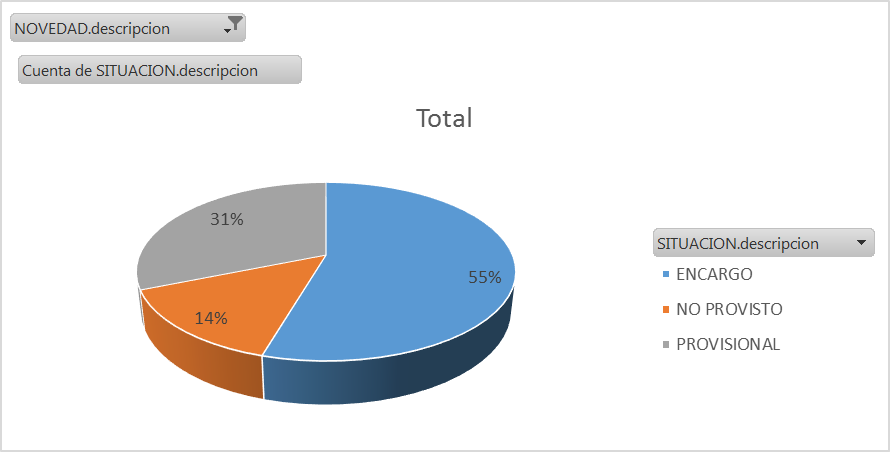 NOVEDAD.descripcion
Cuenta de SITUACION.descripcion
Total
31%
55%
14%
SITUACION.descripcion
ENCARGO
NO PROVISTO
PROVISIONAL